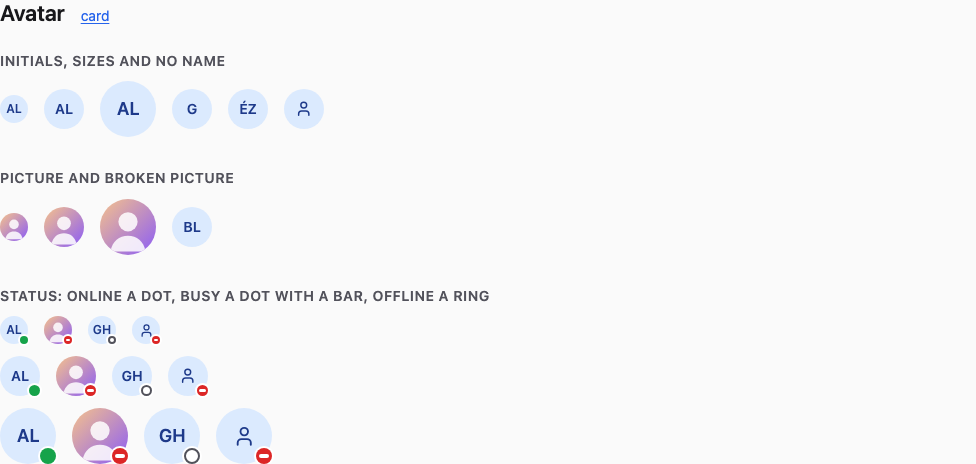 Avatar card
INITIALS, SIZES AND NO NAME
AL AL AL G ÉZ
PICTURE AND BROKEN PICTURE
BL
STATUS: ONLINE A DOT, BUSY A DOT WITH A BAR, OFFLINE A RING
AL GH
AL GH
AL GH